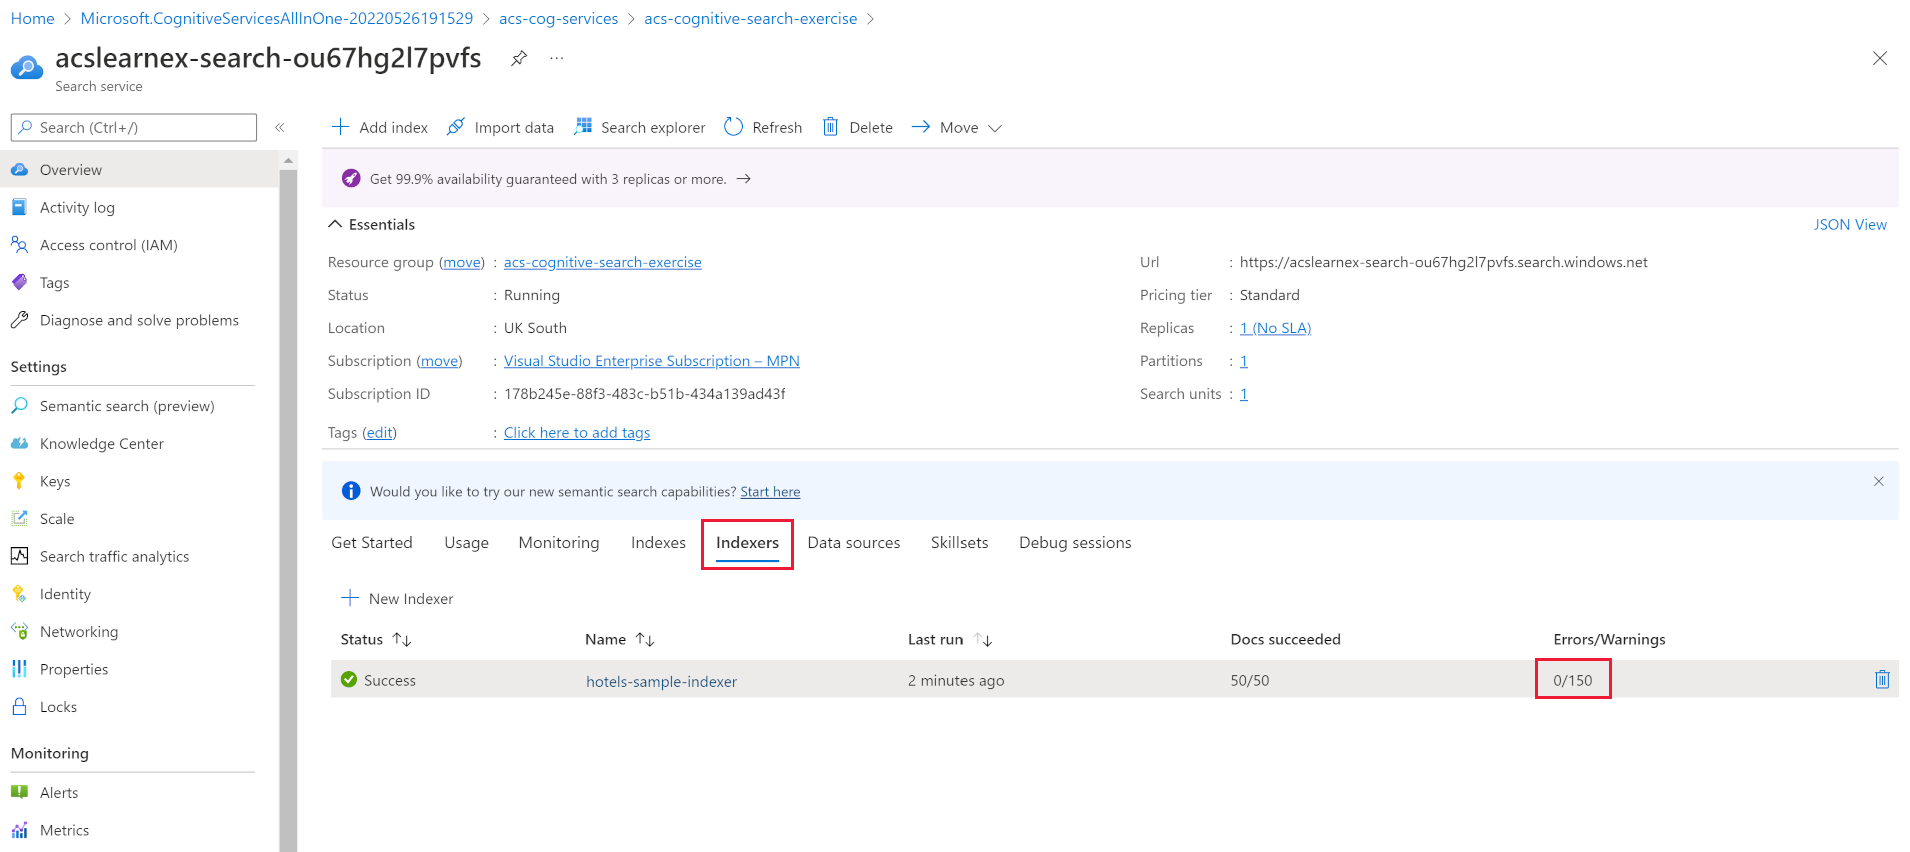 Home > Microsoft.CognitiveServicesAllInOne-20220526191529 > acs-cog-services > acs-cognitive-search-exercise >
acslearnex-search-ou67hg2l7pvfs ...
Search service
Search (Ctrl+/) «
Overview
Activity log
Access control (IAM)
Tags
Diagnose and solve problems
Settings
Semantic search (preview)
Knowledge Center
Keys
Scale
Search traffic analytics
Identity
Networking
Properties
Locks
Monitoring
Alerts
Metrics
Add index Import data Search explorer Refresh Delete Move
Get 99.9% availability guaranteed with 3 replicas or more. →
Essentials JSON View
Resource group (move) : acs-cognitive-search-exercise
Status : Running
Location : UK South
Subscription (move) : Visual Studio Enterprise Subscription – MPN
Subscription ID : 178b245e-88f3-483c-b51b-434a139ad43f
Tags (edit) : Click here to add tags
Url : https://acslearnex-search-ou67hg2l7pvfs.search.windows.net
Pricing tier : Standard
Replicas : 1 (No SLA)
Partitions : 1
Search units : 1
Would you like to try our new semantic search capabilities? Start here
Get Started Usage Monitoring Indexes Indexers Data sources Skillsets Debug sessions
New Indexer
Status ↑↓ Name ↑↓ Last run ↑↓ Docs succeeded Errors/Warnings
Success hotels-sample-indexer 2 minutes ago 50/50 0/150